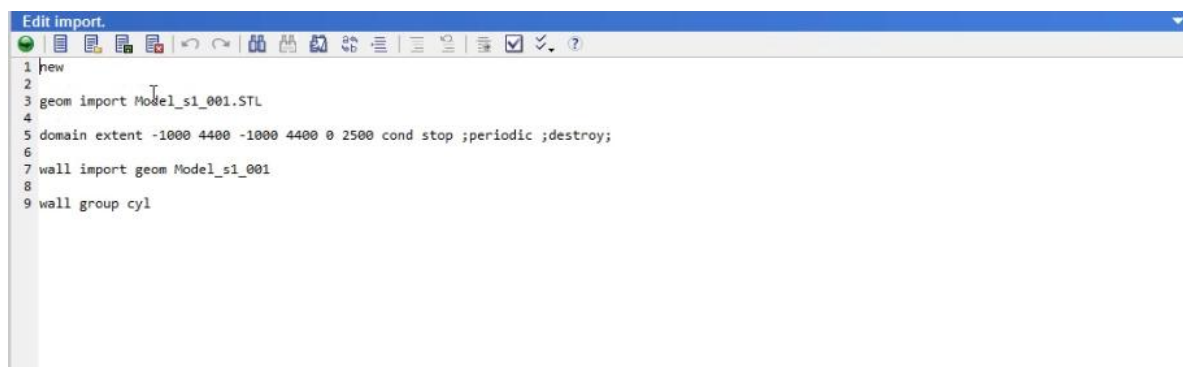 Edit import.
1 new
2
3 geom import Model_s1_001.STL
4
5 domain extent -1000 4400 -1000 4400 0 2500 cond stop ;periodic ;destroy;
6
7 wall import geom Model_s1_001
8
9 wall group cyl